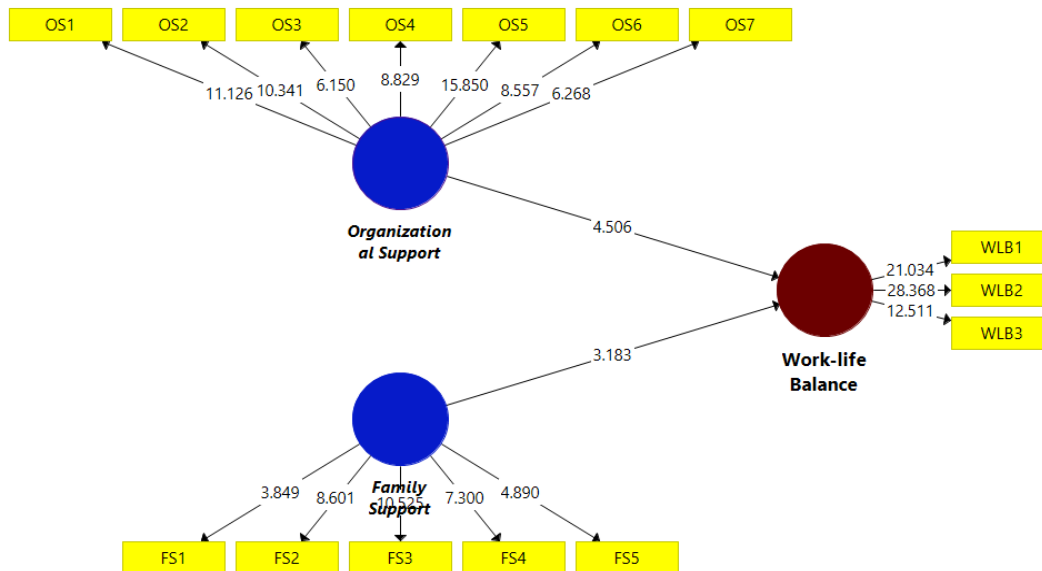 OS1 OS2 OS3 OS4 OS5 OS6 OS7
11.126 10.341 6.150 8.829 15.850 8.557 6.268
Organization
al Support
4.506
WLB1
21.034
28.368
WLB2
12.511
WLB3
Work-life
Balance
3.183
Family
Support
3.849 8.601 10.525 7.300 4.890
FS1 FS2 FS3 FS4 FS5